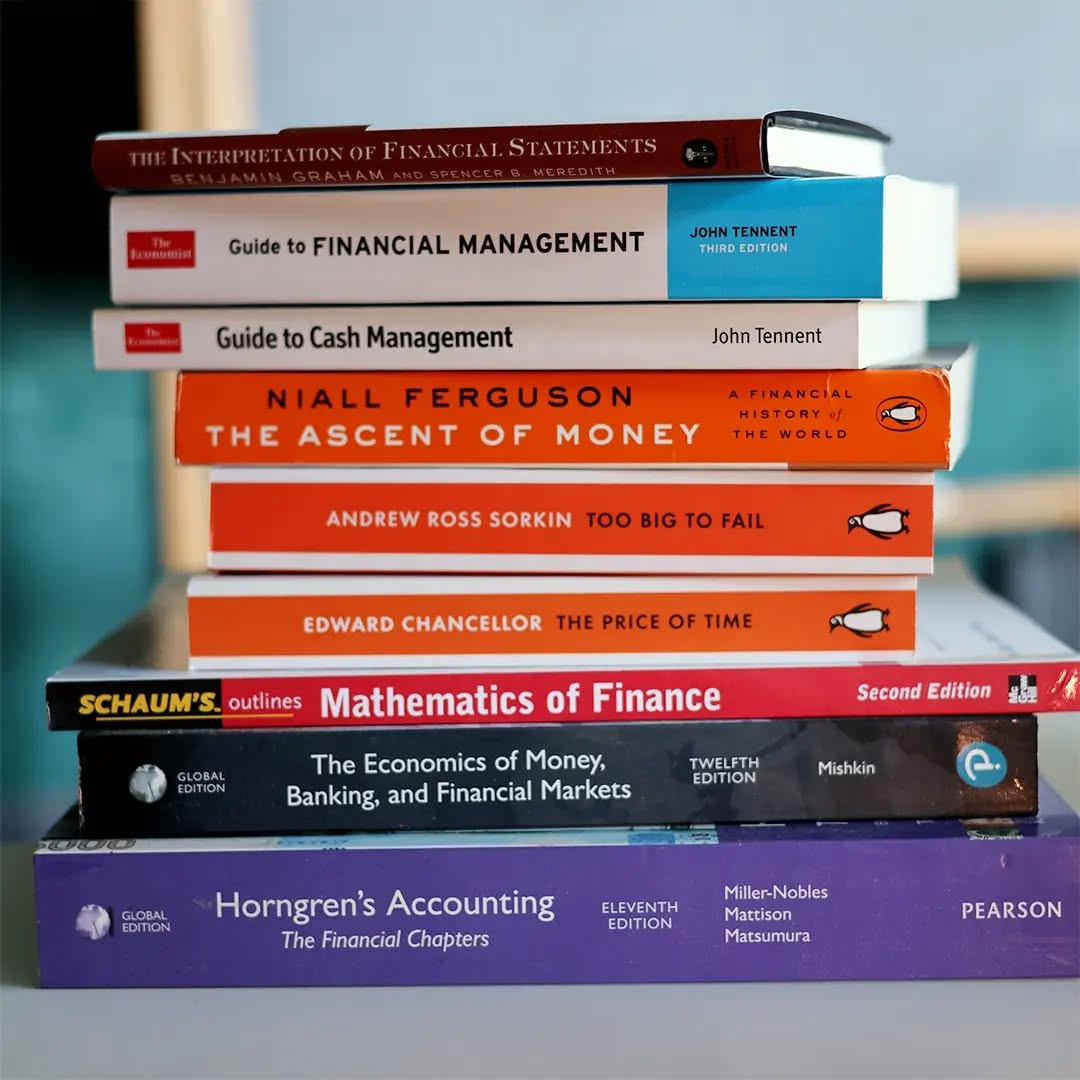 THE INTERPRETATION OF FINANCIAL STATEMENTS
BENJAMIN GRAHAM AND SPENCER B. MEREDITH
The
Economist
Guide to FINANCIAL MANAGEMENT
JOHN TENNENT
THIRD EDITION
The
Economist
Guide to Cash Management
John Tennent
NIALL FERGUSON
THE ASCENT OF MONEY
A FINANCIAL
HISTORY of
THE WORLD
ANDREW ROSS SORKIN TOO BIG TO FAIL
EDWARD CHANCELLOR THE PRICE OF TIME
SCHAUM'S outlines
Mathematics of Finance
Second Edition
Mc
Graw
Hill
GLOBAL
EDITION
The Economics of Money,
Banking, and Financial Markets
TWELFTH
EDITION
Mishkin
P
GLOBAL
EDITION
Horngren's Accounting
The Financial Chapters
ELEVENTH
EDITION
Miller-Nobles
Mattison
Matsumura
PEARSON